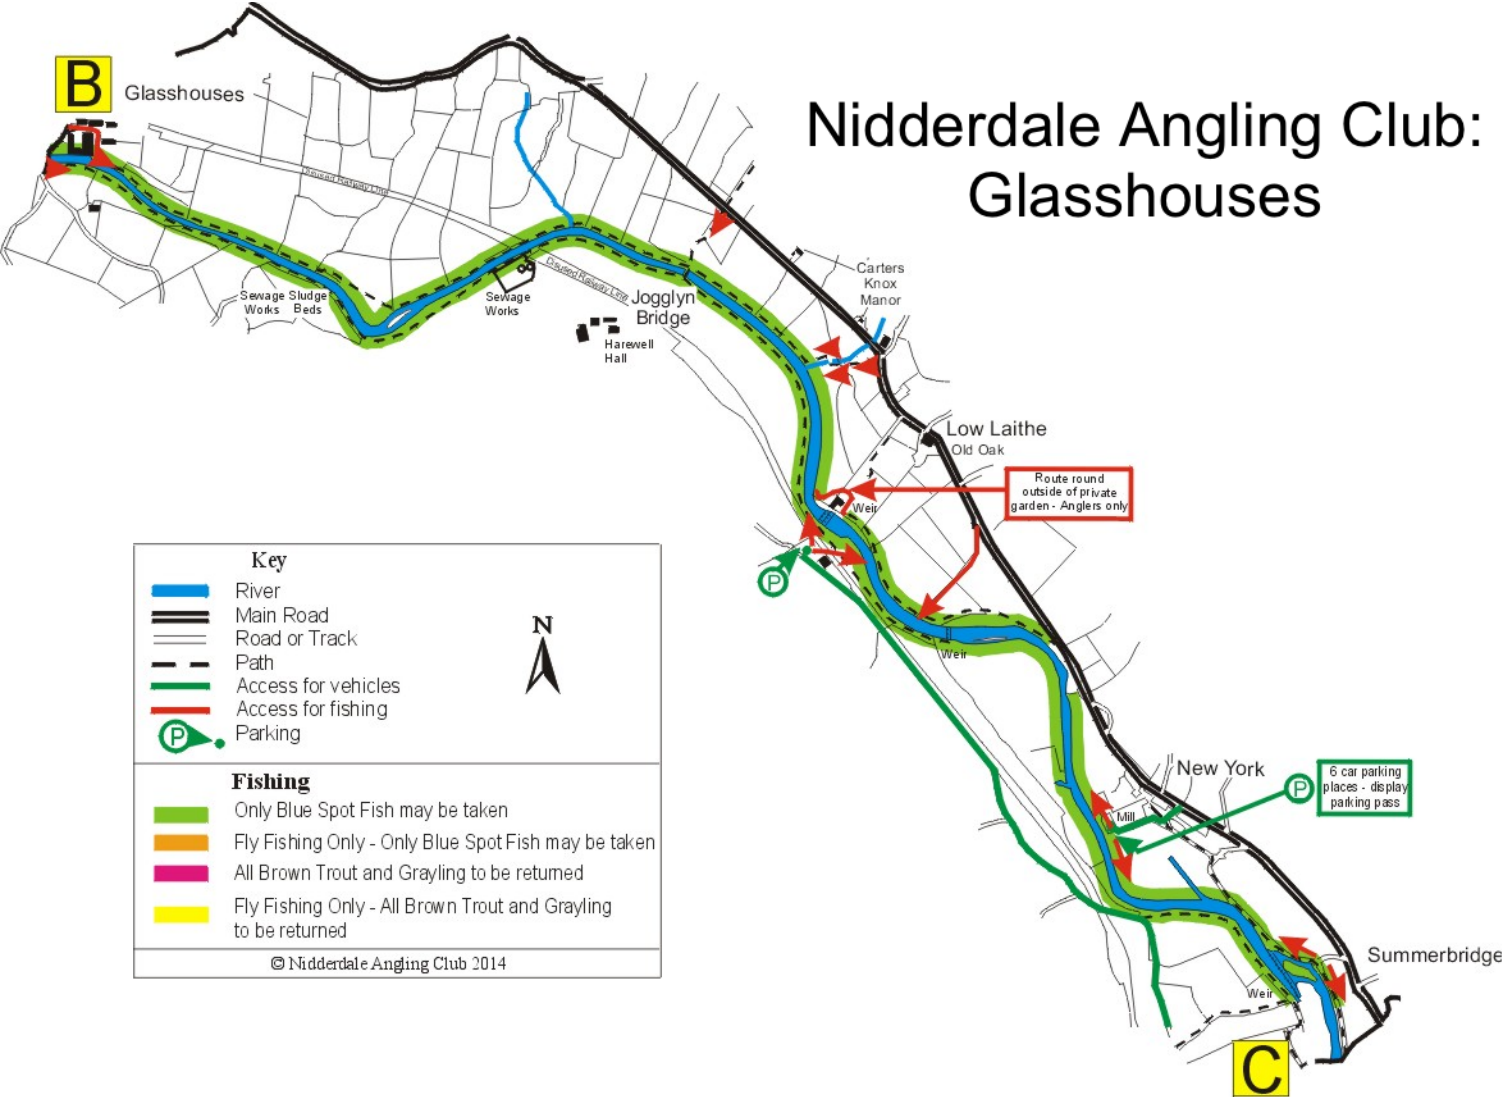 Nidderdale Angling Club:
Glasshouses
B
Glasshouses
Disused Railway Line
Sewage
Works
Sludge
Beds
Sewage
Works
Disused Railway Line
Jogglyn
Bridge
Harewell
Hall
Carters
Knox
Manor
Low Laithe
Old Oak
Route round
outside of private
garden - Anglers only
Weir
P
Weir
New York
P
6 car parking
places - display
parking pass
Mill
Summerbridge
Weir
C
Key
River
Main Road
Road or Track
Path
Access for vehicles
Access for fishing
P
Parking
N
Fishing
Only Blue Spot Fish may be taken
Fly Fishing Only - Only Blue Spot Fish may be taken
All Brown Trout and Grayling to be returned
Fly Fishing Only - All Brown Trout and Grayling
to be returned
© Nidderdale Angling Club 2014